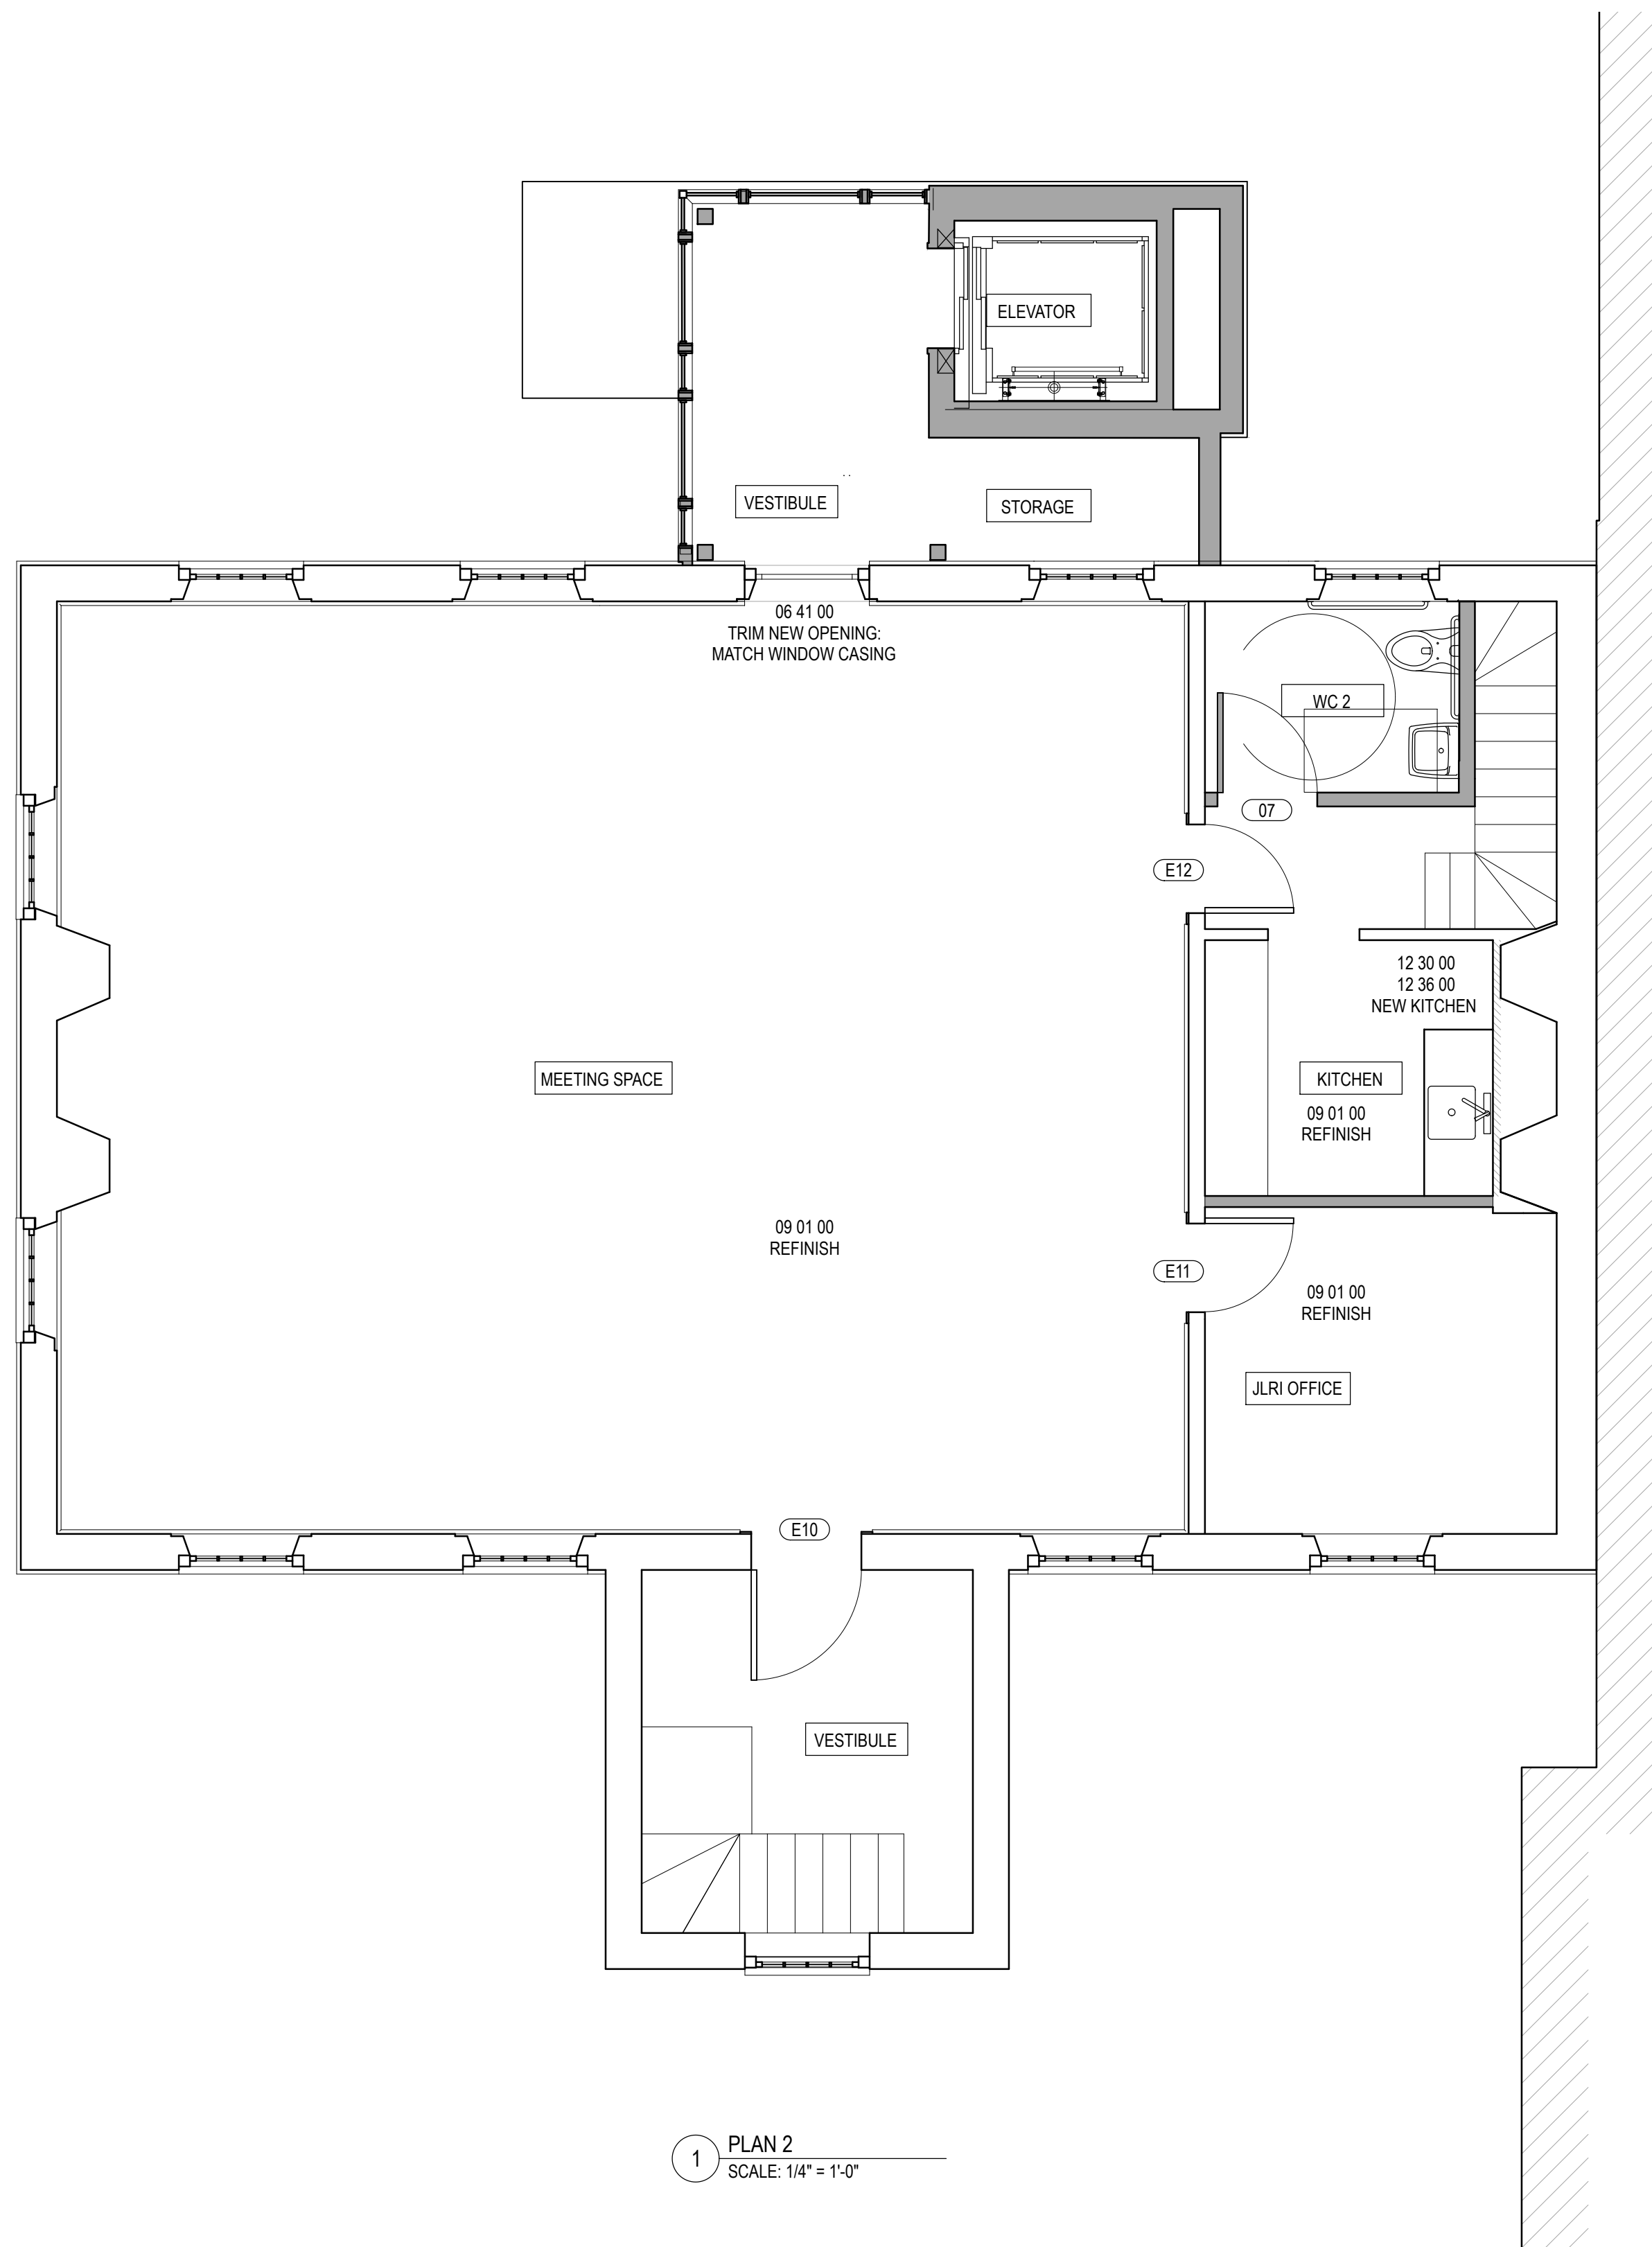 ELEVATOR
VESTIBULE
STORAGE
06 41 00
TRIM NEW OPENING:
MATCH WINDOW CASING
WC 2
07
E12
12 30 00
12 36 00
NEW KITCHEN
MEETING SPACE
KITCHEN
09 01 00
REFINISH
09 01 00
REFINISH
E11
09 01 00
REFINISH
JLRI OFFICE
E10
VESTIBULE
1
PLAN 2
SCALE: 1/4" = 1'-0"